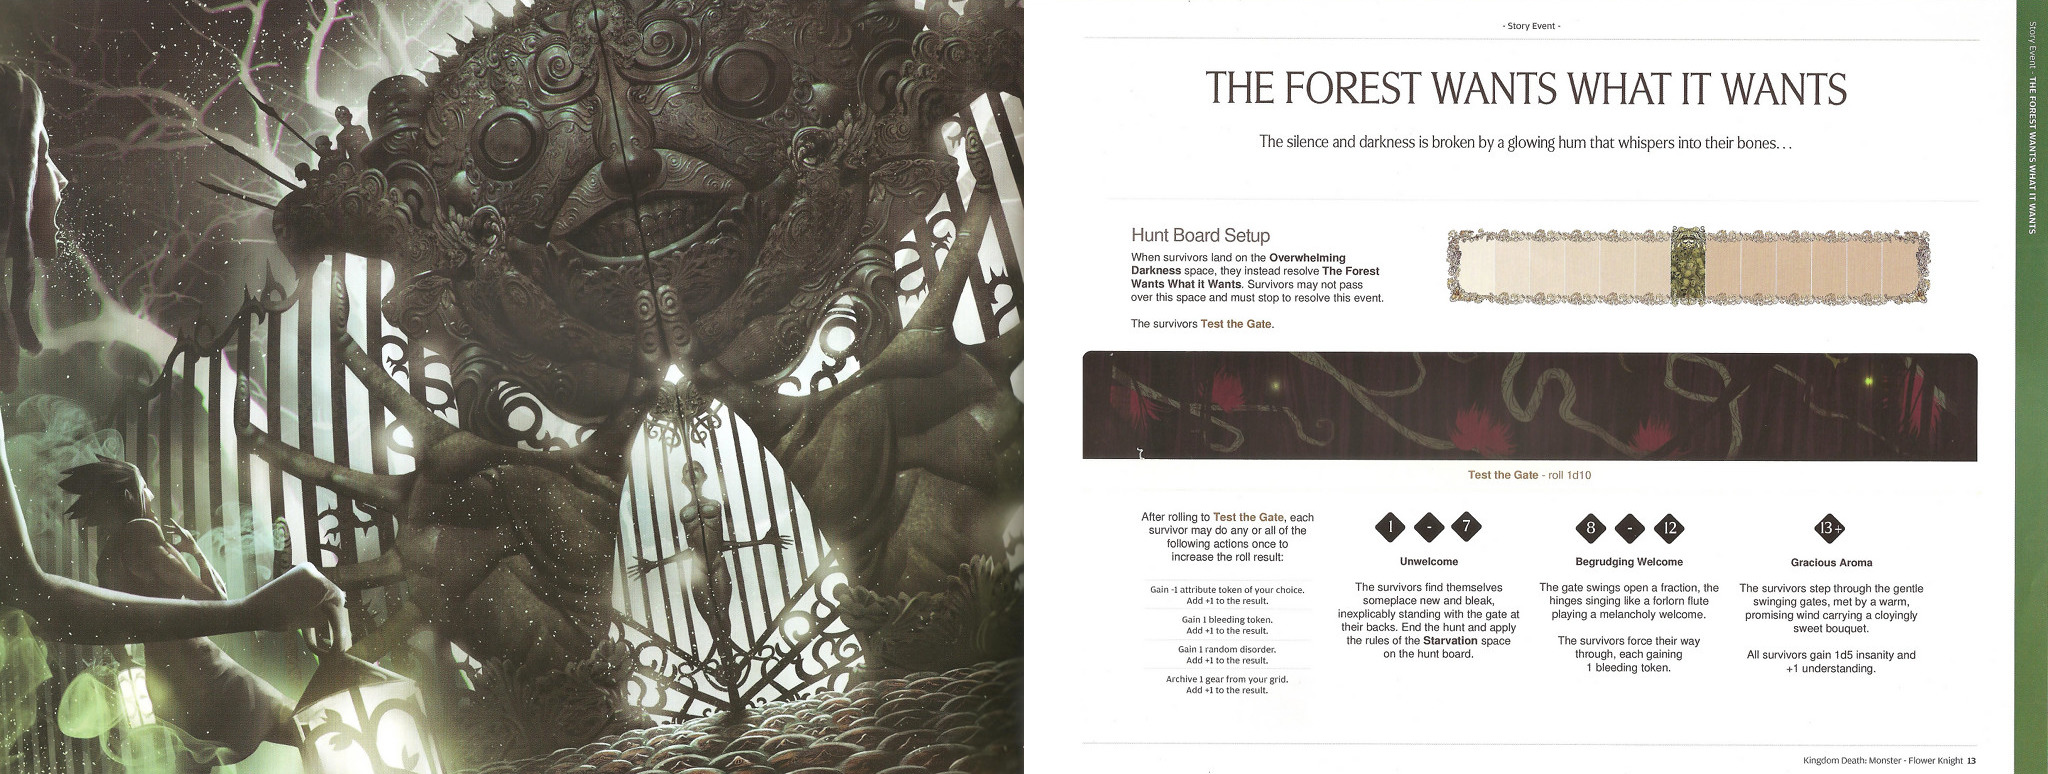 - Story Event -
THE FOREST WANTS WHAT IT WANTS
The silence and darkness is broken by a glowing hum that whispers into their bones...
Hunt Board Setup
When survivors land on the Overwhelming
Darkness space, they instead resolve The Forest
Wants What it Wants. Survivors may not pass
over this space and must stop to resolve this event.
The survivors Test the Gate.
Test the Gate - roll 1d10
After rolling to Test the Gate, each
survivor may do any or all of the
following actions once to
increase the roll result:
Gain -1 attribute token of your choice.
Add +1 to the result.
Gain 1 bleeding token.
Add +1 to the result.
Gain 1 random disorder.
Add +1 to the result.
Archive 1 gear from your grid.
Add +1 to the result.
1 - 7
Unwelcome
The survivors find themselves
someplace new and bleak,
inexplicably standing with the gate at
their backs. End the hunt and apply
the rules of the Starvation space
on the hunt board.
8 - 12
Begrudging Welcome
The gate swings open a fraction, the
hinges singing like a forlorn flute
playing a melancholy welcome.
The survivors force their way
through, each gaining
1 bleeding token.
13+
Gracious Aroma
The survivors step through the gentle
swinging gates, met by a warm,
promising wind carrying a cloyingly
sweet bouquet.
All survivors gain 1d5 insanity and
+1 understanding.
Kingdom Death: Monster - Flower Knight 13
Story Event - THE FOREST WANTS WHAT IT WANTS